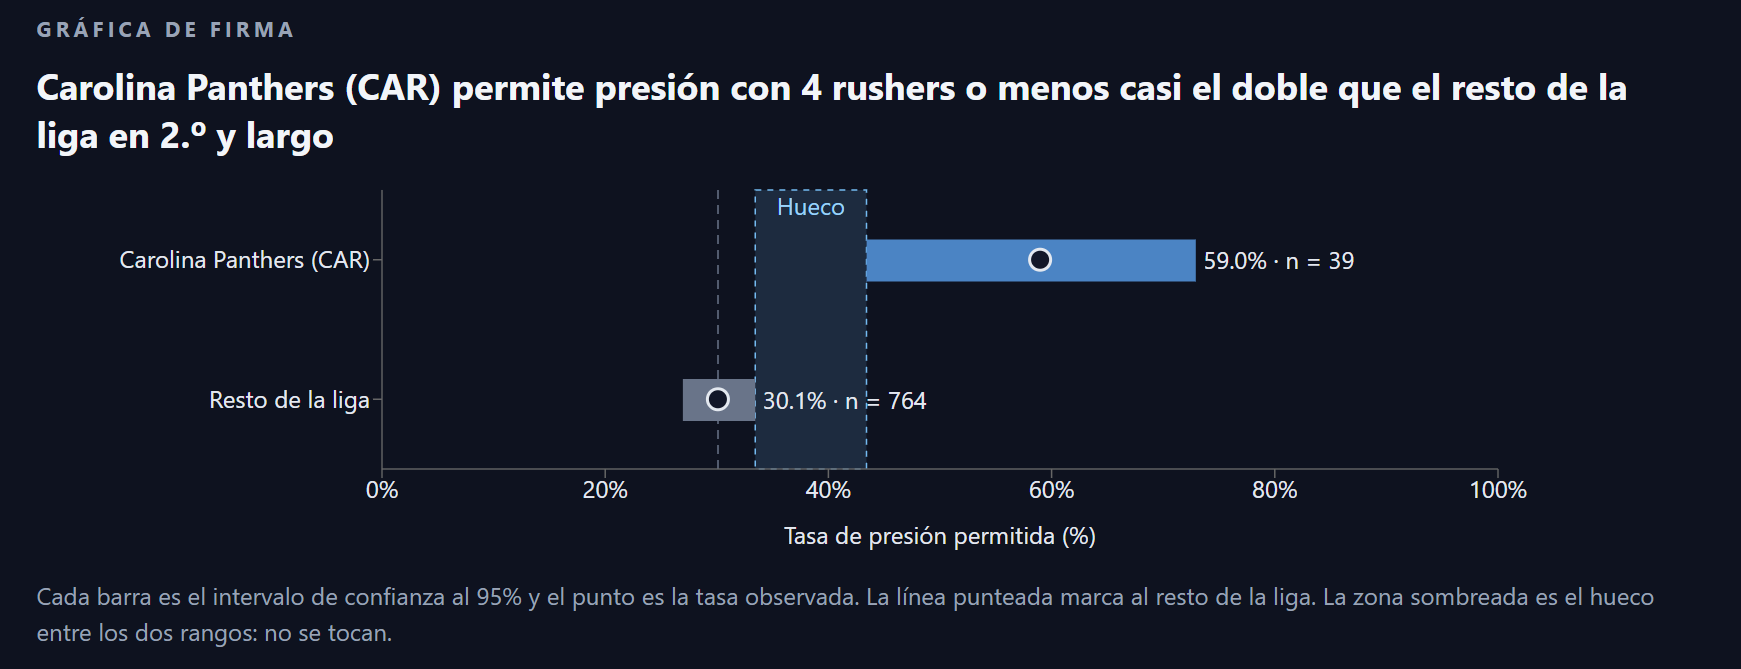 GRÁFICA DE FIRMA
Carolina Panthers (CAR) permite presión con 4 rushers o menos casi el doble que el resto de la
liga en 2.º y largo
Hueco
Carolina Panthers (CAR)
59.0% · n = 39
Resto de la liga
30.1% · n = 764
0%
20%
40%
60%
80%
100%
Tasa de presión permitida (%)
Cada barra es el intervalo de confianza al 95% y el punto es la tasa observada. La línea punteada marca al resto de la liga. La zona sombreada es el hueco
entre los dos rangos: no se tocan.